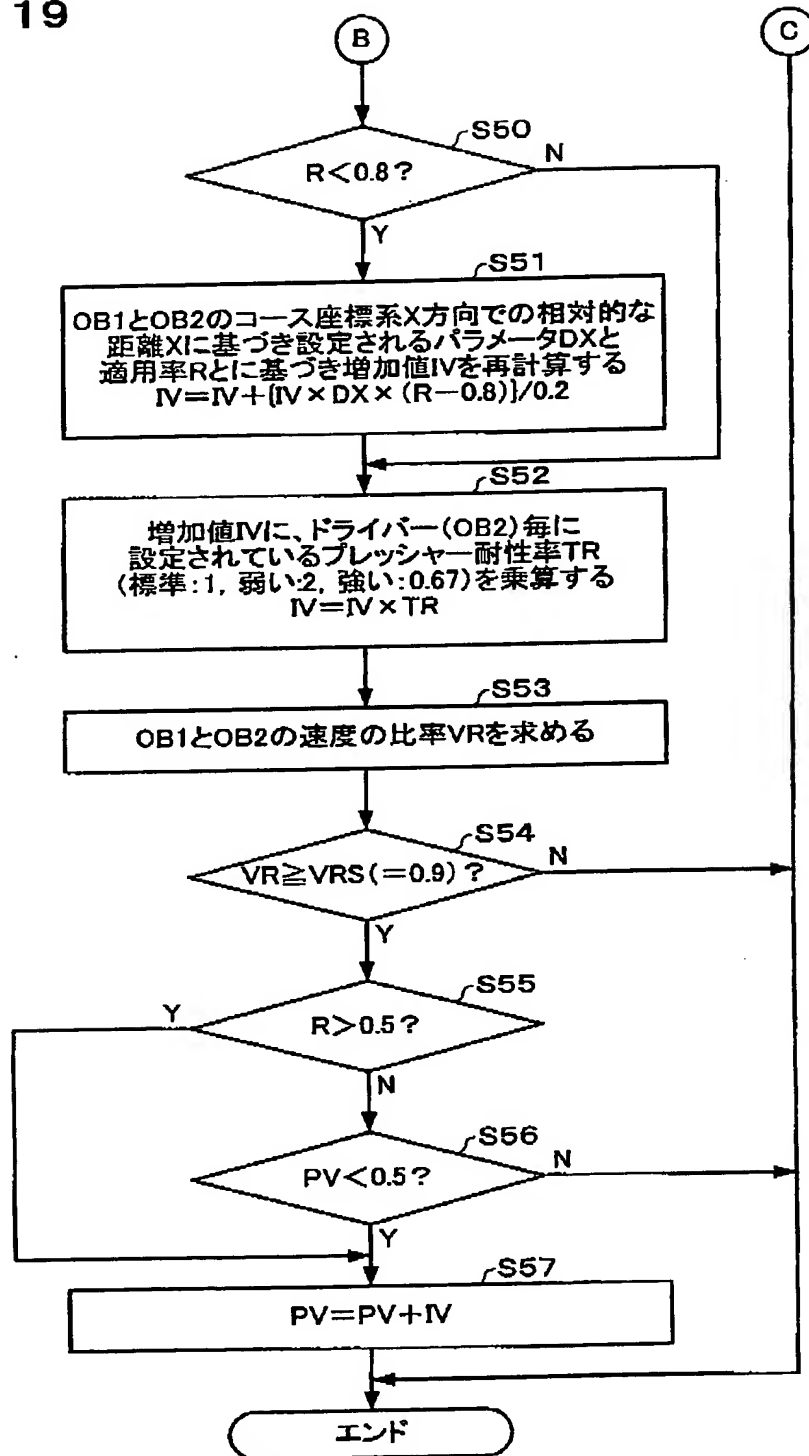 19
B
C
S50
R<0.8?
N
Y
S51
OB1とOB2のコース座標系X方向での相対的な
距離Xに基づき設定されるパラメータDXと
適用率Rとに基づき増加値IVを再計算する
IV=IV+{IV×DX×(R-0.8)}/0.2
S52
増加値IVに、ドライバー(OB2)毎に
設定されているプレッシャー耐性率TR
(標準:1, 弱い:2, 強い:0.67)を乗算する
IV=IV×TR
S53
OB1とOB2の速度の比率VRを求める
S54
VR≧VRS(=0.9)?
N
Y
S55
Y
R>0.5?
N
S56
PV<0.5?
N
Y
S57
PV=PV+IV
エンド